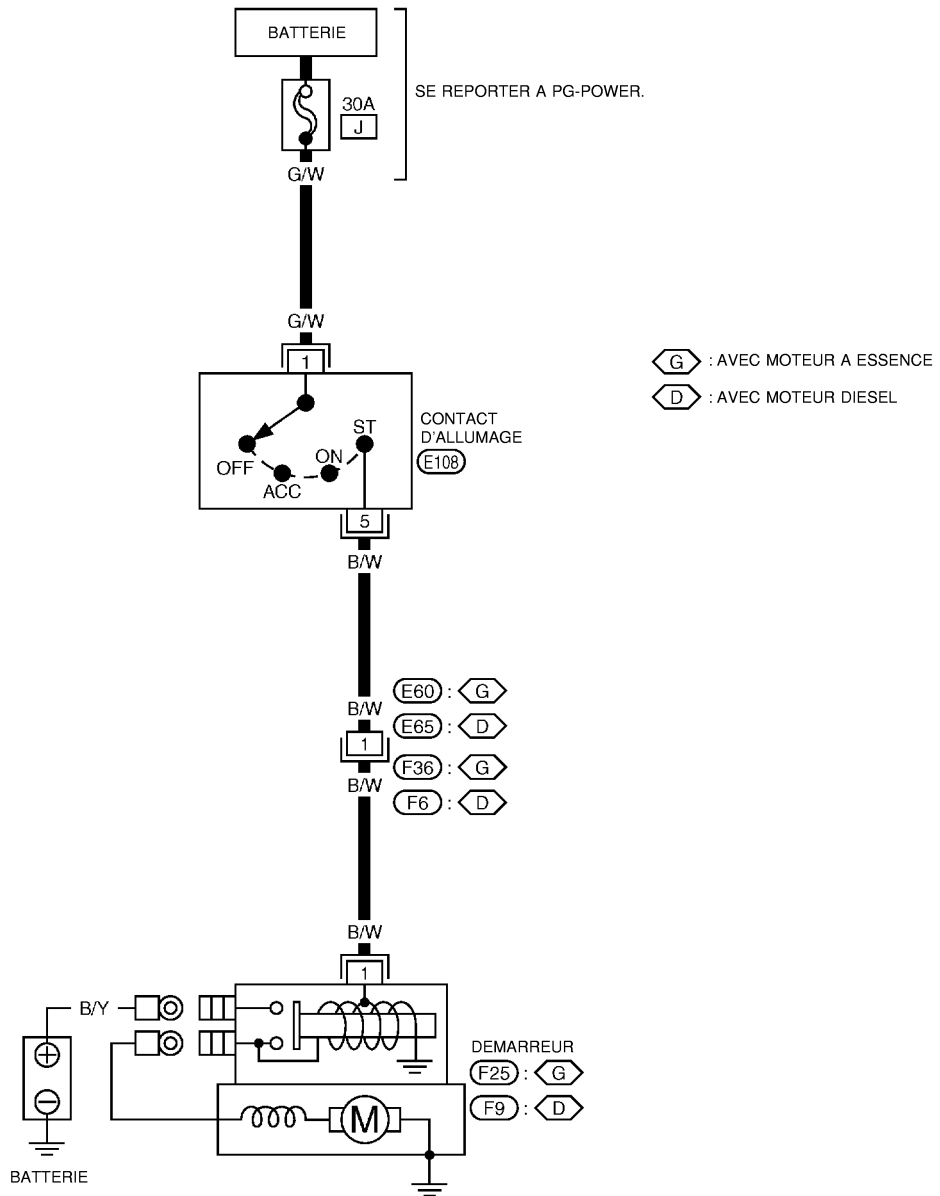 BATTERIE
30A
J
SE REPORTER A PG-POWER.
G/W
G/W
1
G : AVEC MOTEUR A ESSENCE
D : AVEC MOTEUR DIESEL
CONTACT
D'ALLUMAGE
E108
ST
OFF
ON
ACC
5
B/W
E60 : G
B/W
E65 : D
1
F36 : G
B/W
F6 : D
B/W
1
B/Y
DEMARREUR
F25 : G
F9 : D
M
BATTERIE